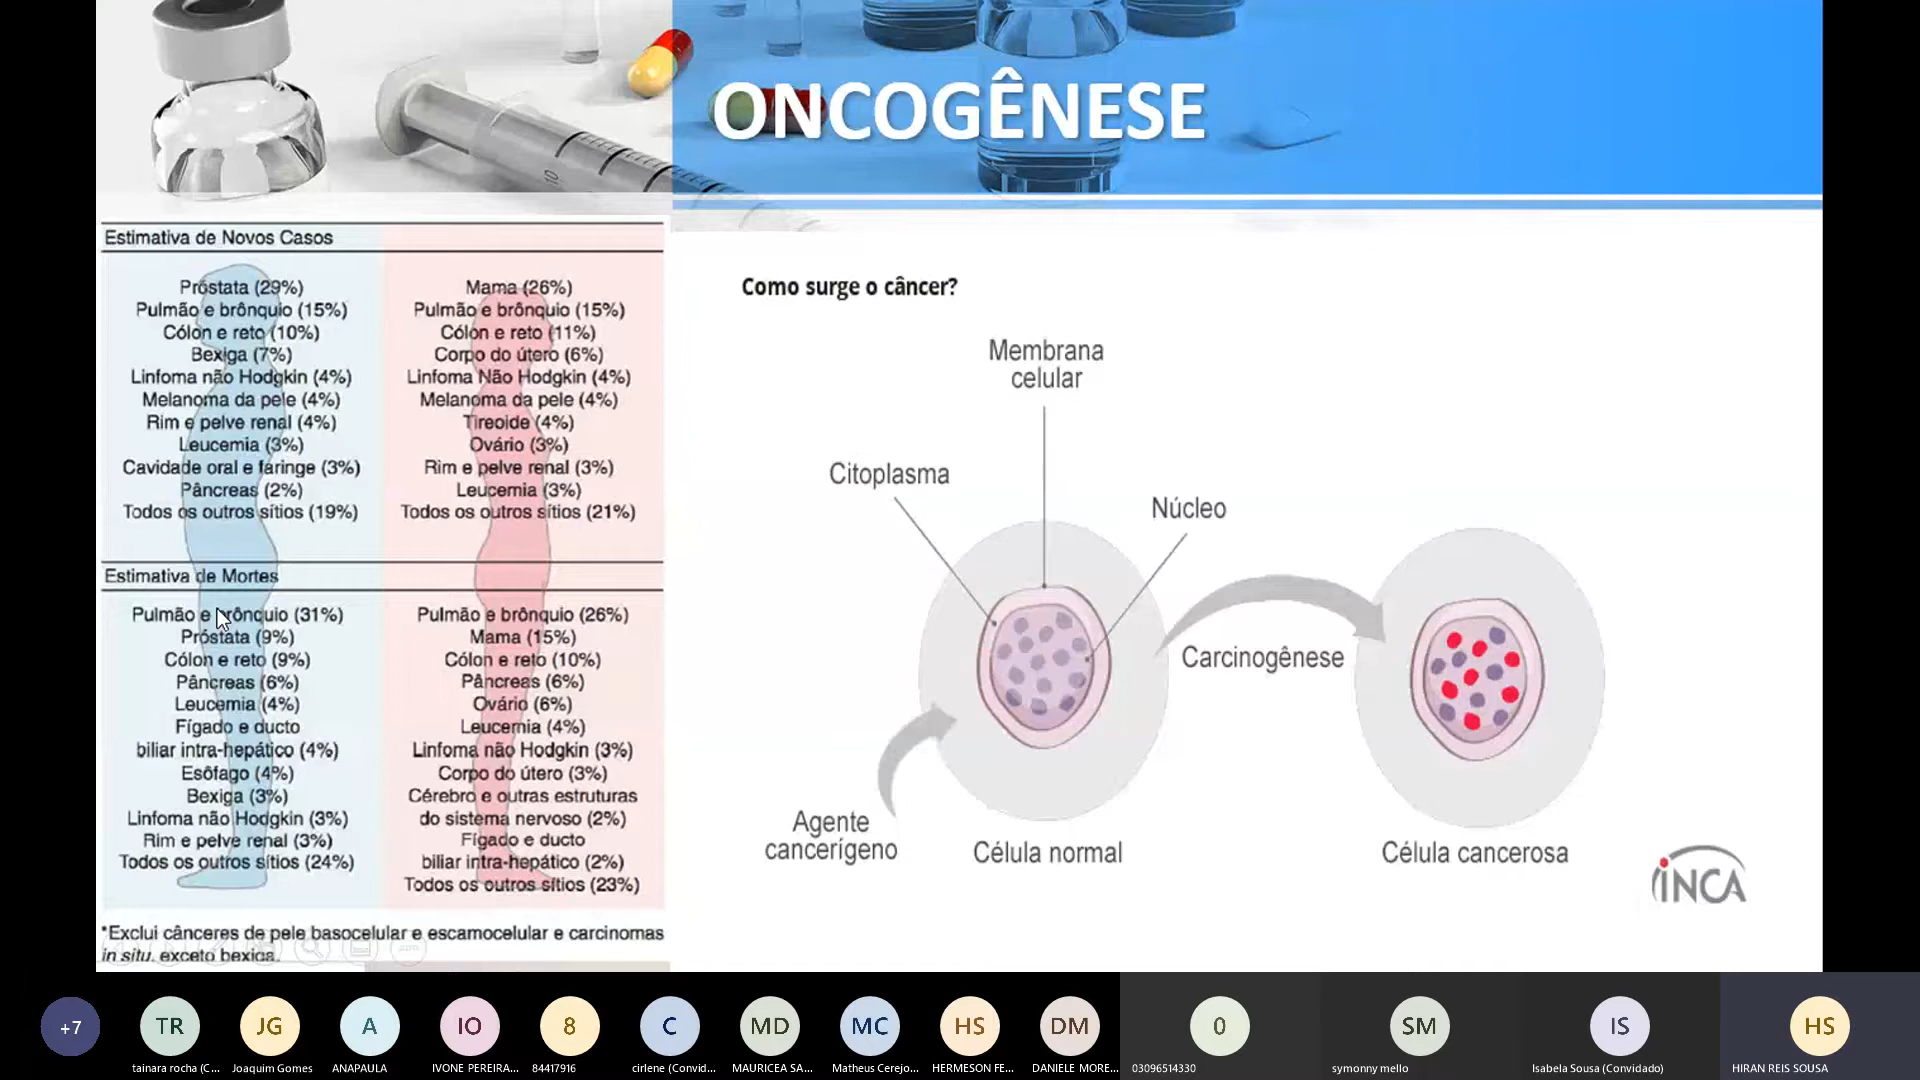 ONCOGÊNESE
Estimativa de Novos Casos
Próstata (29%)
Pulmão e brônquio (15%)
Cólon e reto (10%)
Bexiga (7%)
Linfoma não Hodgkin (4%)
Melanoma da pele (4%)
Rim e pelve renal (4%)
Leucemia (3%)
Cavidade oral e faringe (3%)
Pâncreas (2%)
Todos os outros sítios (19%)
Mama (26%)
Pulmão e brônquio (15%)
Cólon e reto (11%)
Corpo do útero (6%)
Linfoma Não Hodgkin (4%)
Melanoma da pele (4%)
Tireoide (4%)
Ovário (3%)
Rim e pelve renal (3%)
Leucemia (3%)
Todos os outros sítios (21%)
Estimativa de Mortes
Pulmão e brônquio (31%)
Próstata (9%)
Cólon e reto (9%)
Pâncreas (6%)
Leucemia (4%)
Fígado e ducto
biliar intra-hepático (4%)
Esôfago (4%)
Bexiga (3%)
Linfoma não Hodgkin (3%)
Rim e pelve renal (3%)
Todos os outros sítios (24%)
Pulmão e brônquio (26%)
Mama (15%)
Cólon e reto (10%)
Pâncreas (6%)
Ovário (6%)
Leucemia (4%)
Linfoma não Hodgkin (3%)
Corpo do útero (3%)
Cérebro e outras estruturas
do sistema nervoso (2%)
Fígado e ducto
biliar intra-hepático (2%)
Todos os outros sítios (23%)
*Exclui cânceres de pele basocelular e escamocelular e carcinomas
in situ, exceto bexiga.
Como surge o câncer?
Membrana
celular
Citoplasma
Núcleo
Carcinogênese
Agente
cancerígeno
Célula normal
Célula cancerosa
INCA
10
+7
TR
JG
A
IO
8
C
MD
MC
HS
DM
0
SM
IS
HS
tainara rocha (C...
Joaquim Gomes
ANAPAULA
IVONE PEREIRA...
84417916
cirlene (Convid...
MAURICEA SA...
Matheus Cerejo...
HERMESON FE...
DANIELE MORE...
03096514330
symonny mello
Isabela Sousa (Convidado)
HIRAN REIS SOUSA